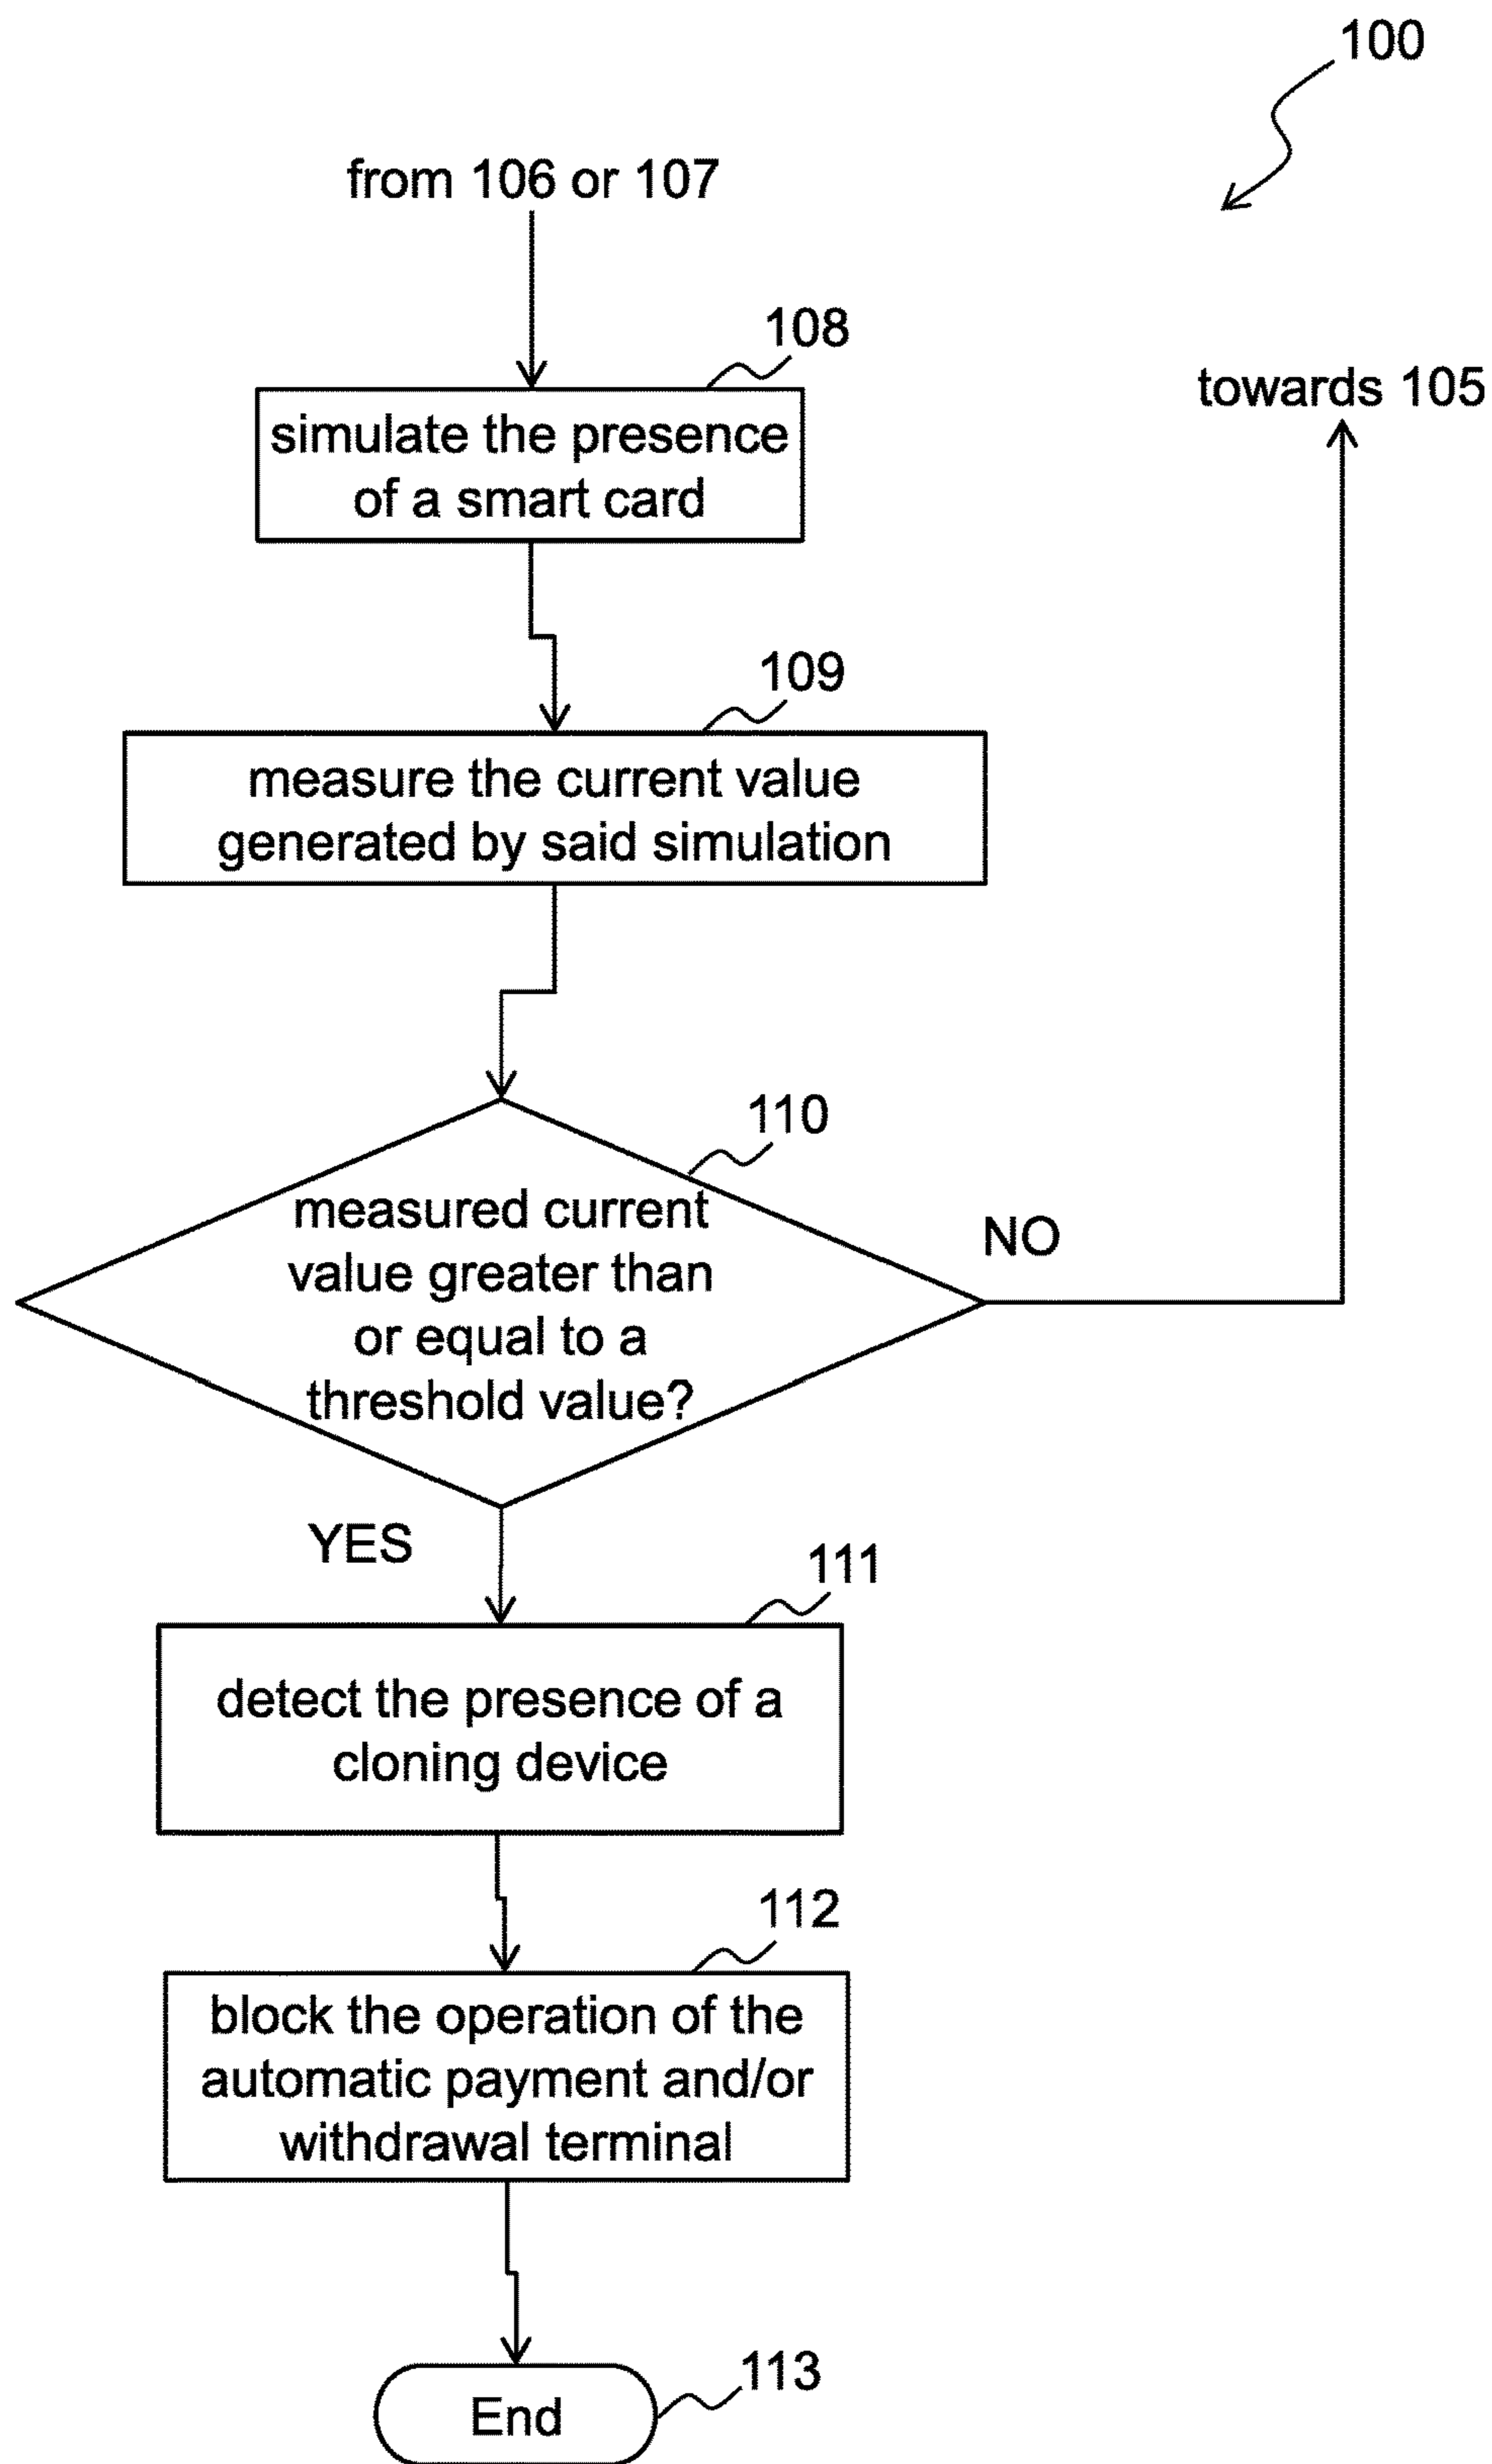 100
from 106 or 107
108
towards 105
simulate the presence
of a smart card
109
measure the current value
generated by said simulation
110
measured current
value greater than
or equal to a
threshold value?
NO
YES
111
detect the presence of a
cloning device
112
block the operation of the
automatic payment and/or
withdrawal terminal
113
End